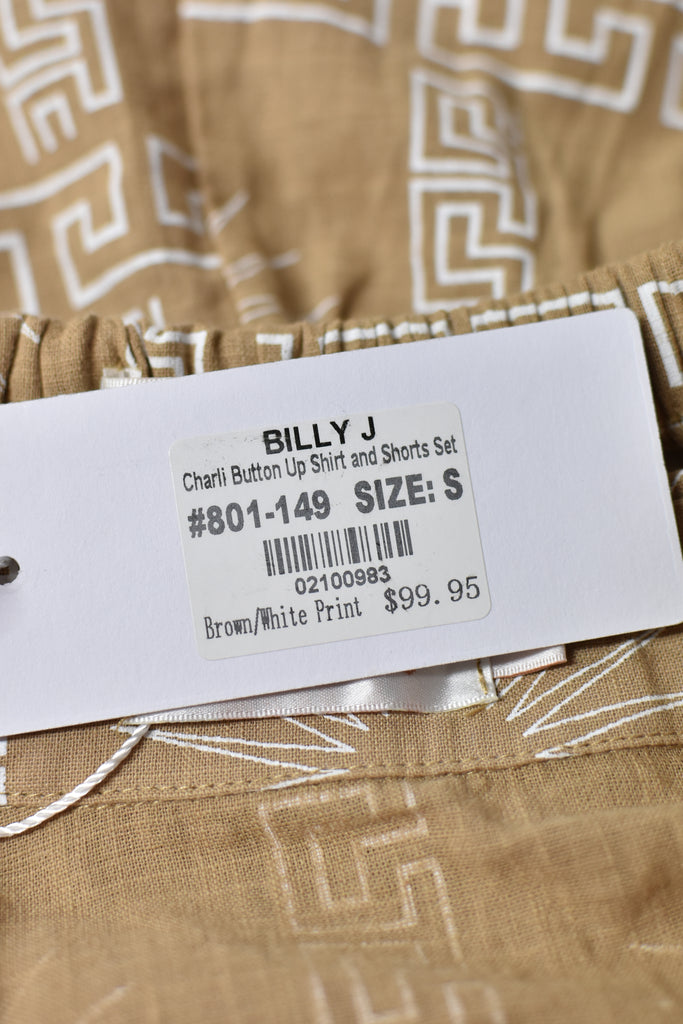 BILLY J
Charli Button Up Shirt and Shorts Set
#801-149 SIZE: S
02100983
Brown/White Print $99.95